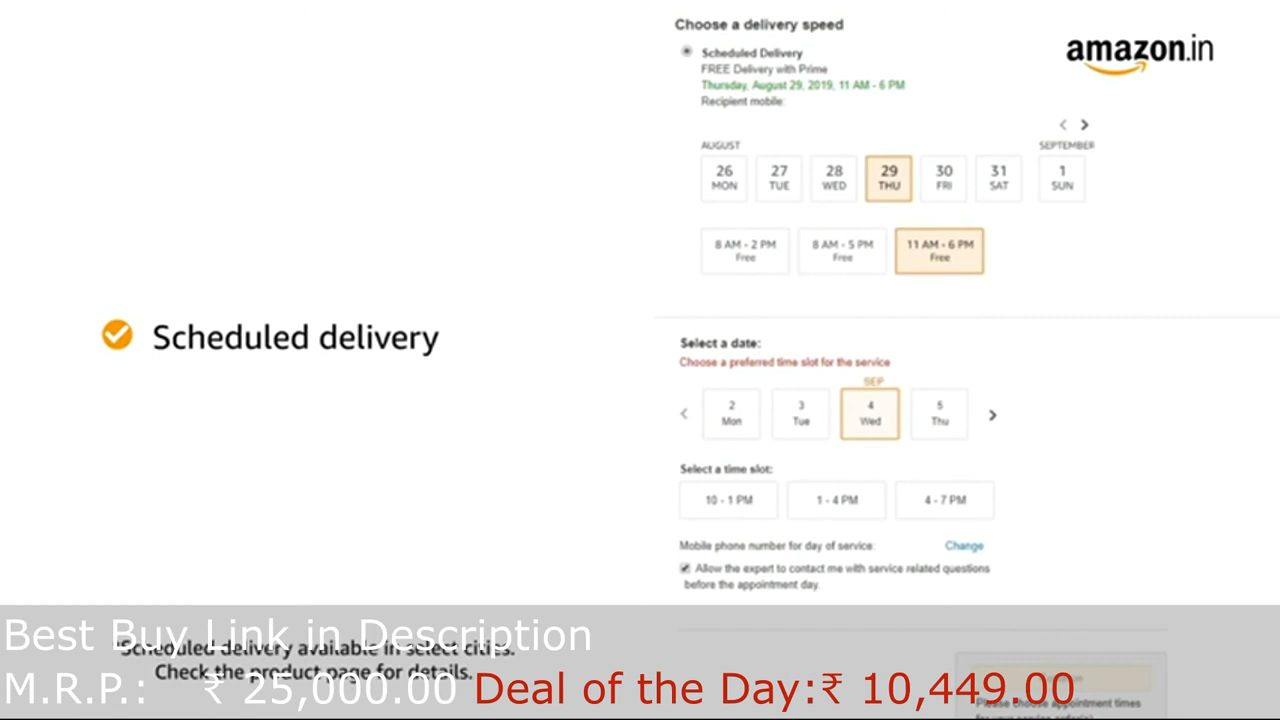 Choose a delivery speed
amazon.in
Scheduled Delivery
FREE Delivery with Prime
Thursday, August 29, 2019, 11 AM - 6 PM
Recipient mobile:
AUGUST SEPTEMBER
26 27 28 29 30 31 1
MON TUE WED THU FRI SAT SUN
8 AM - 2 PM 8 AM - 5 PM 11 AM - 6 PM
Free Free Free
Scheduled delivery
Select a date:
Choose a preferred time slot for the service
SEP
2 3 4 5
Mon Tue Wed Thu
Select a time slot:
10 - 1 PM 1 - 4 PM 4 - 7 PM
Mobile phone number for day of service: Change
Allow the expert to contact me with service related questions
before the appointment day.
Best Buy Link in Description
*Scheduled delivery available in select cities.
Check the product page for details.
M.R.P.: ₹ 25,000.00 Deal of the Day:₹ 10,449.00
Please choose appointment times